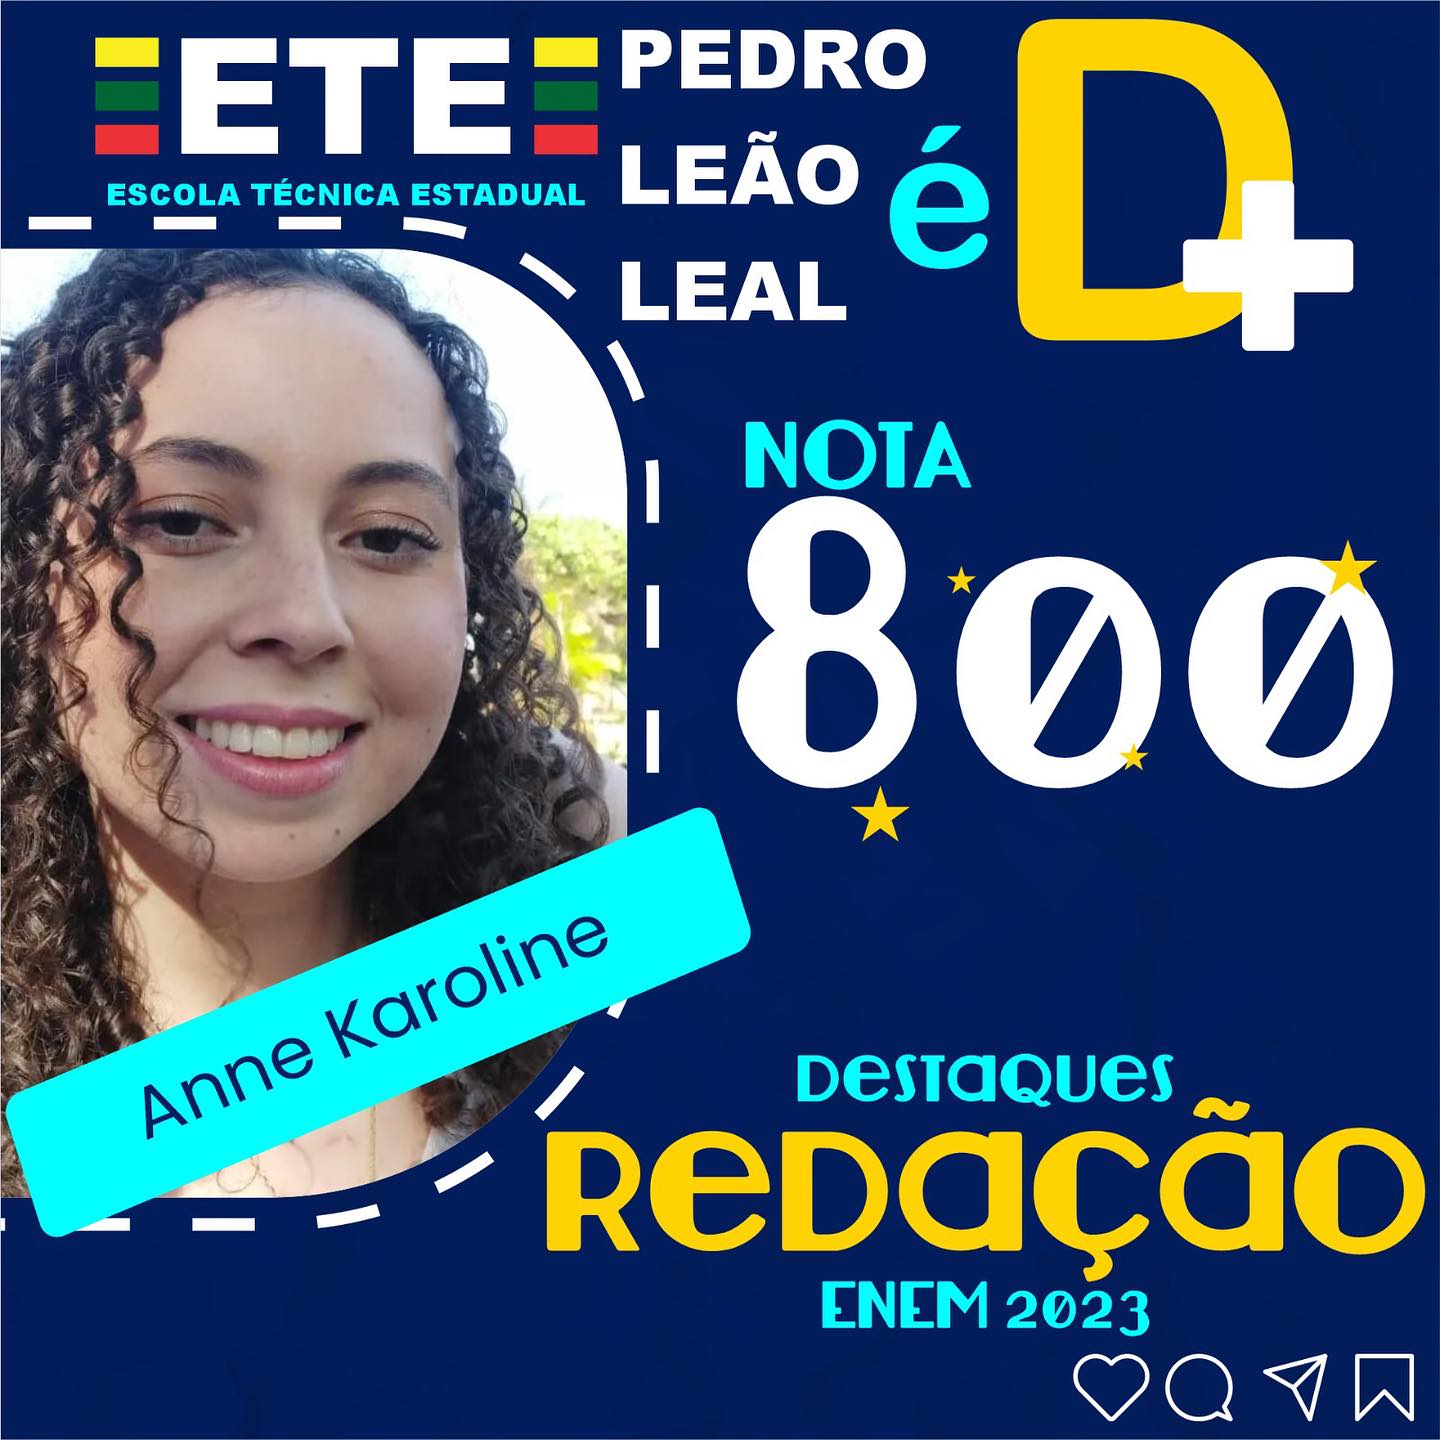 ETE
ESCOLA TÉCNICA ESTADUAL
PEDRO
LEÃO
LEAL
é
D+
NOTA
800
Anne Karoline
DESTAQUES
REDAÇÃO
ENEM 2023